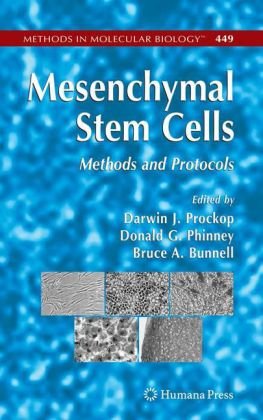 METHODS IN MOLECULAR BIOLOGY™ 449
Mesenchymal
Stem Cells
Methods and Protocols
Edited by
Darwin J. Prockop
Donald G. Phinney
Bruce A. Bunnell
Humana Press